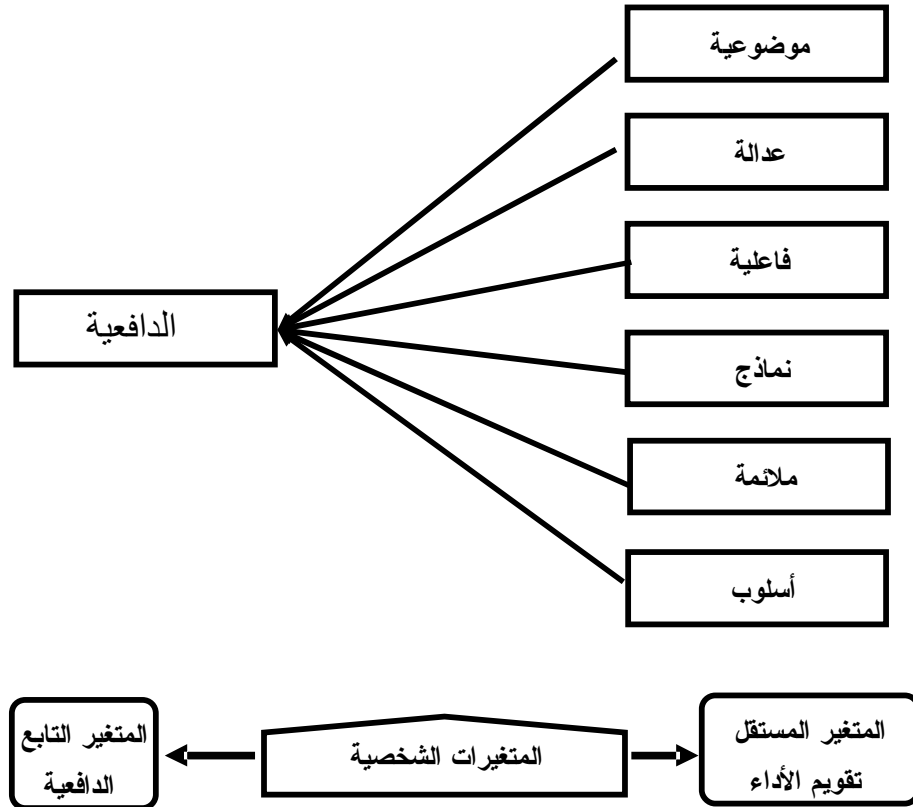 موضوعية
عدالة
فاعلية
الدافعية
نماذج
ملائمة
أسلوب
المتغير المستقل
تقويم الأداء
المتغيرات الشخصية
المتغير التابع
الدافعية